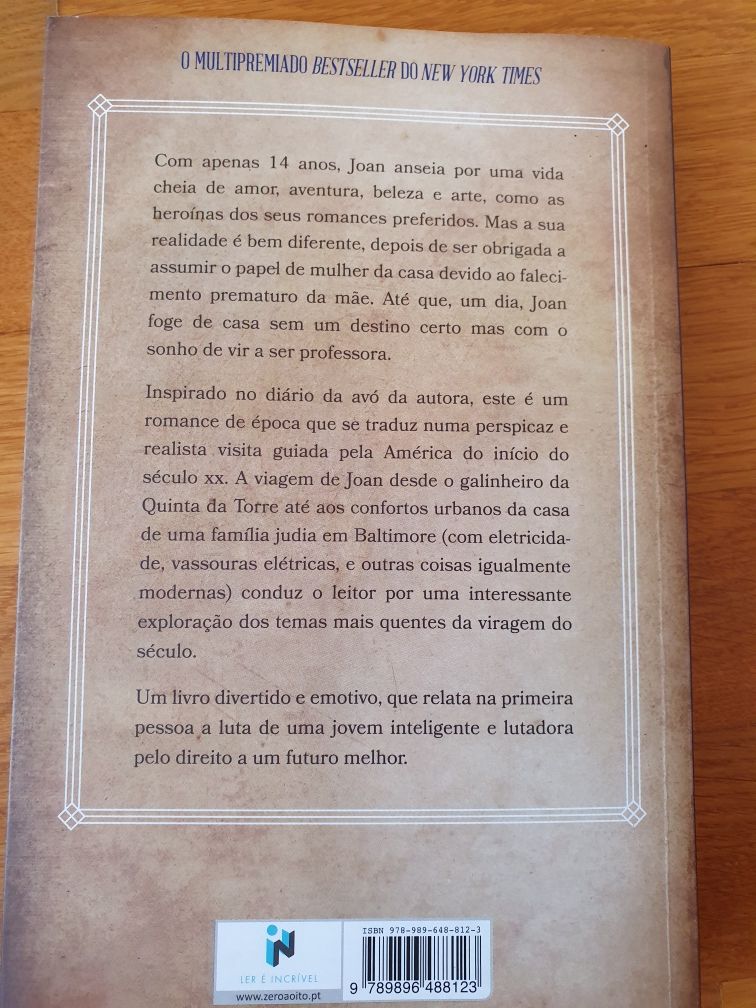 O MULTIPREMIADO BESTSELLER DO NEW YORK TIMES
Com apenas 14 anos, Joan anseia por uma vida
cheia de amor, aventura, beleza e arte, como as
heroínas dos seus romances preferidos. Mas a sua
realidade é bem diferente, depois de ser obrigada a
assumir o papel de mulher da casa devido ao faleci-
mento prematuro da mãe. Até que, um dia, Joan
foge de casa sem um destino certo mas com o
sonho de vir a ser professora.
Inspirado no diário da avó da autora, este é um
romance de época que se traduz numa perspicaz e
realista visita guiada pela América do início do
século XX. A viagem de Joan desde o galinheiro da
Quinta da Torre até aos confortos urbanos da casa
de uma família judia em Baltimore (com eletricida-
de, vassouras elétricas, e outras coisas igualmente
modernas) conduz o leitor por uma interessante
exploração dos temas mais quentes da viragem do
século.
Um livro divertido e emotivo, que relata na primeira
pessoa a luta de uma jovem inteligente e lutadora
pelo direito a um futuro melhor.
IN
LER É INCRÍVEL
www.zeroaoito.pt
ISBN 978-989-648-812-3
9 789896 488123